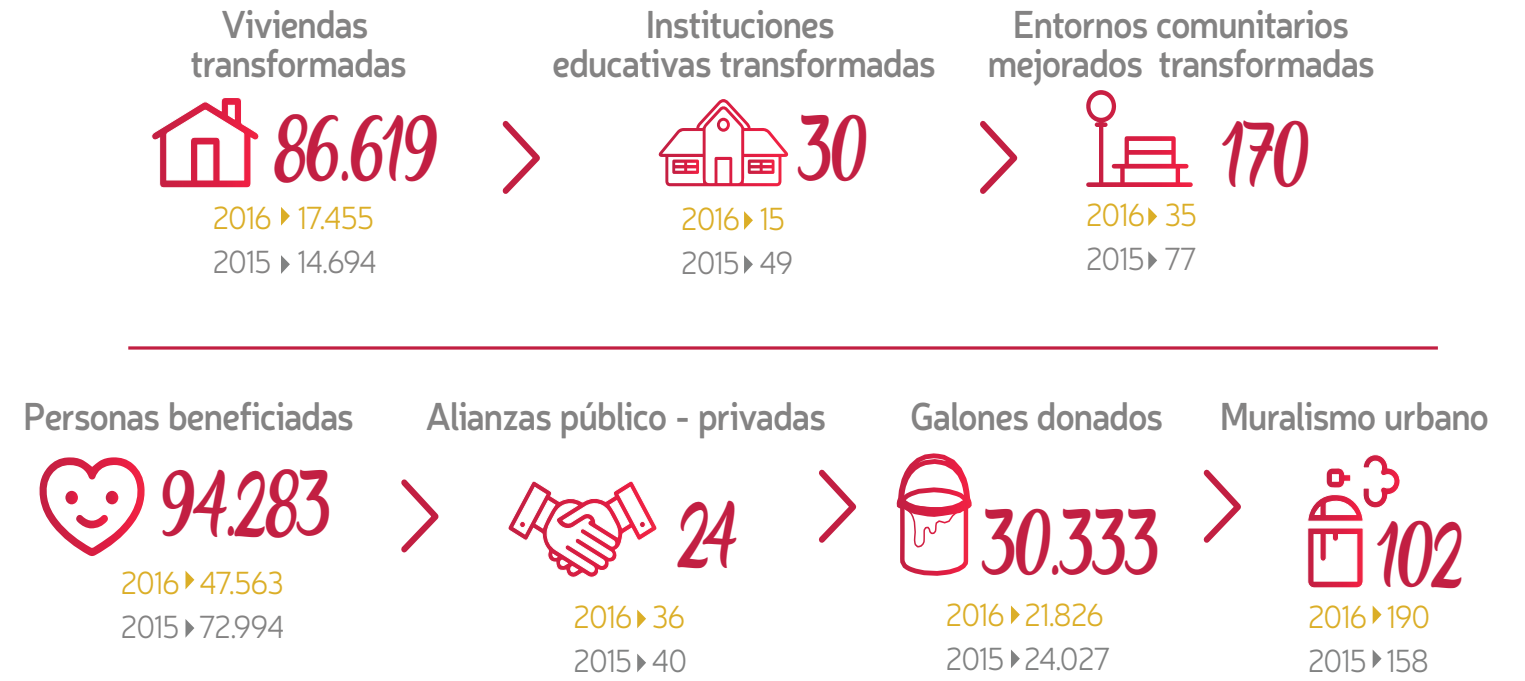 Viviendas
transformadas
86.619
2016 17.455
2015 14.694
Instituciones
educativas transformadas
30
2016 15
2015 49
Entornos comunitarios
mejorados transformadas
170
2016 35
2015 77
Personas beneficiadas
94.283
2016 47.563
2015 72.994
Alianzas público - privadas
24
2016 36
2015 40
Galones donados
30.333
2016 21.826
2015 24.027
Muralismo urbano
102
2016 190
2015 158